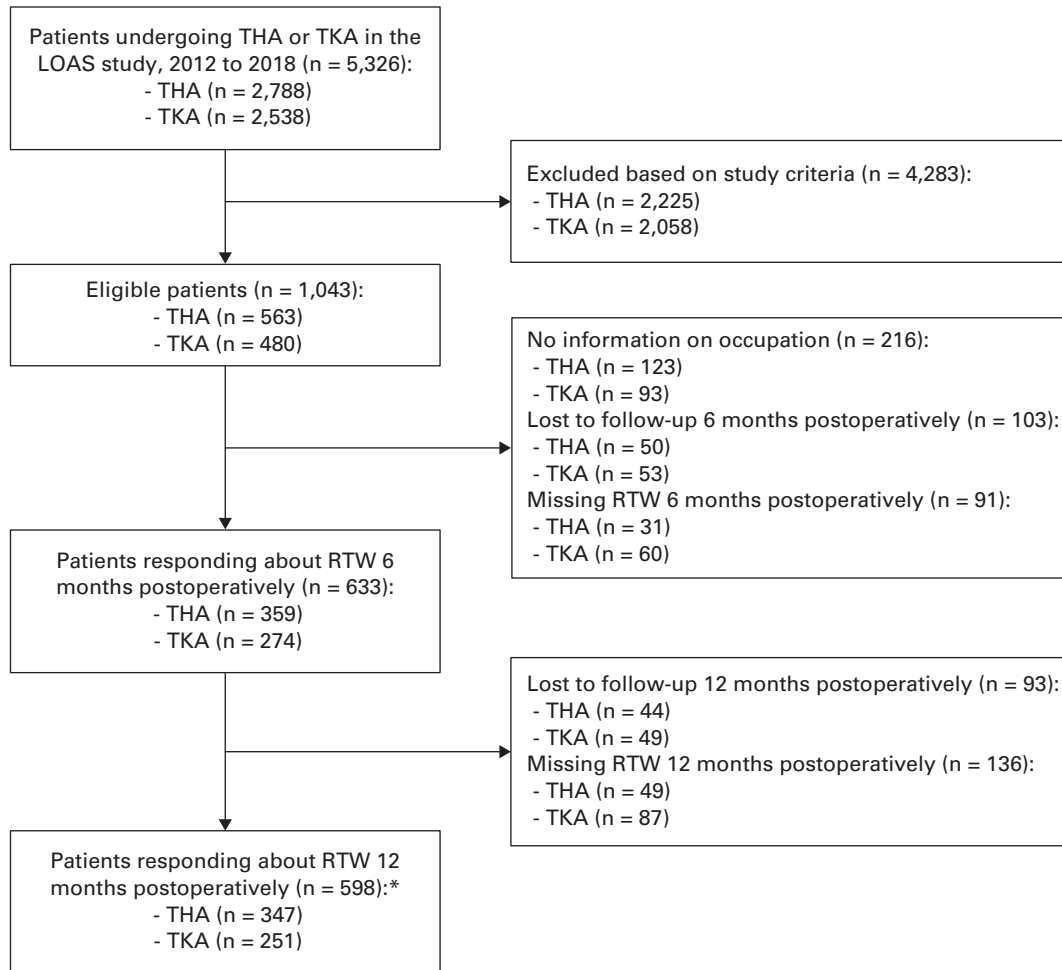 Patients undergoing THA or TKA in the
LOAS study, 2012 to 2018 (n = 5,326):
- THA (n = 2,788)
- TKA (n = 2,538)
Excluded based on study criteria (n = 4,283):
- THA (n = 2,225)
- TKA (n = 2,058)
Eligible patients (n = 1,043):
- THA (n = 563)
- TKA (n = 480)
No information on occupation (n = 216):
- THA (n = 123)
- TKA (n = 93)
Lost to follow-up 6 months postoperatively (n = 103):
- THA (n = 50)
- TKA (n = 53)
Missing RTW 6 months postoperatively (n = 91):
- THA (n = 31)
- TKA (n = 60)
Patients responding about RTW 6
months postoperatively (n = 633):
- THA (n = 359)
- TKA (n = 274)
Lost to follow-up 12 months postoperatively (n = 93):
- THA (n = 44)
- TKA (n = 49)
Missing RTW 12 months postoperatively (n = 136):
- THA (n = 49)
- TKA (n = 87)
Patients responding about RTW 12
months postoperatively (n = 598):*
- THA (n = 347)
- TKA (n = 251)